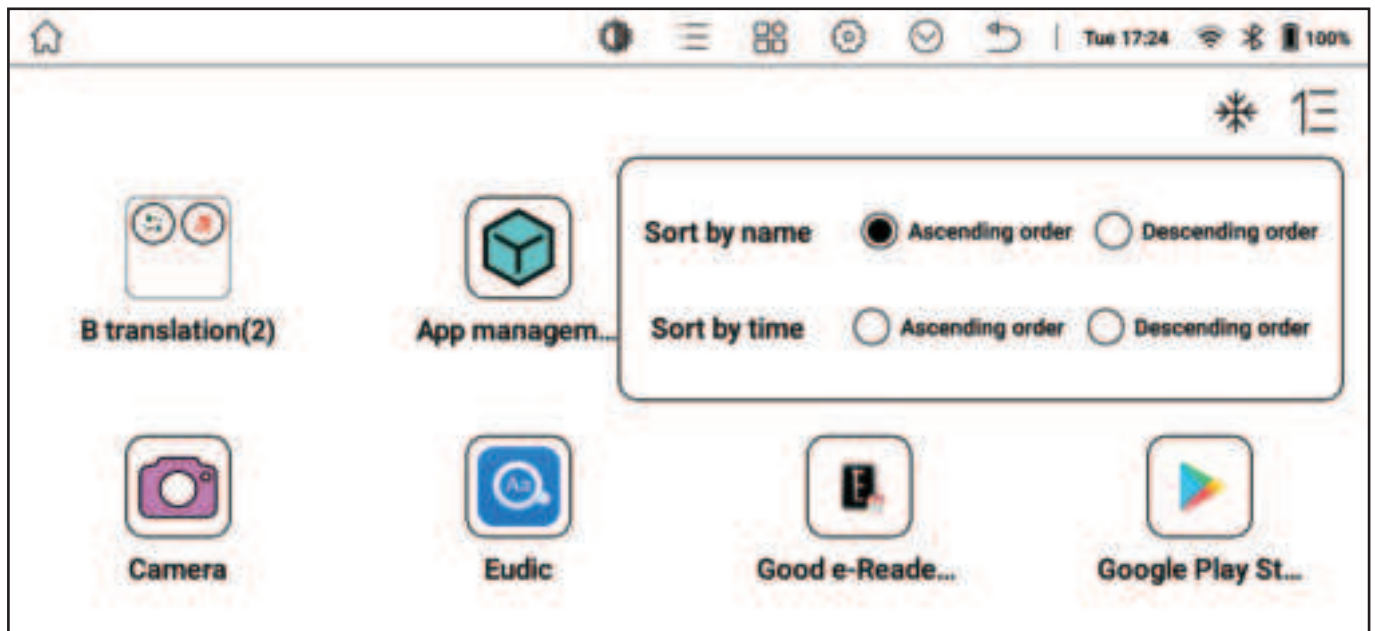 Tue 17:24 100%
Sort by name Ascending order Descending order
B translation(2) App managem... Sort by time Ascending order Descending order
Aa
E
Camera Eudic Good e-Reade... Google Play St...